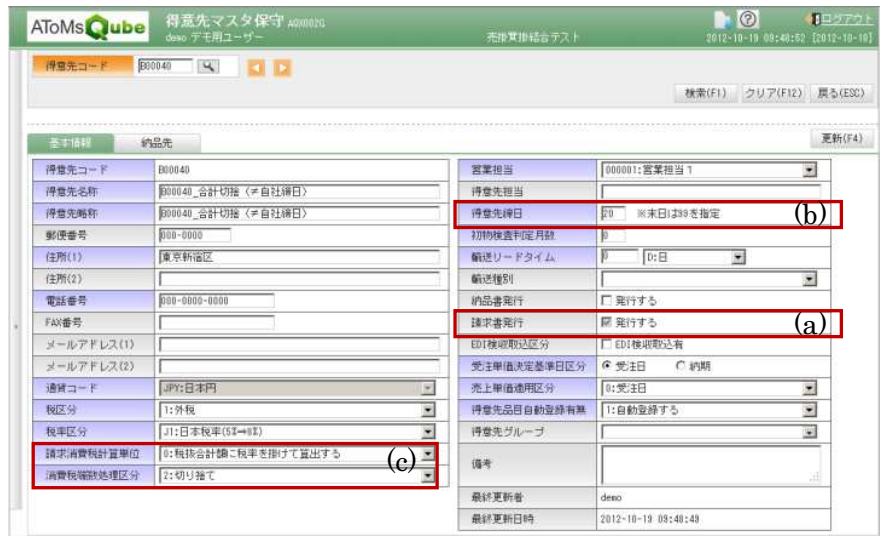 AToMsQube
得意先マスタ保守 AQX002G
demo デモ用ユーザー
売掛買掛結合テスト
ログアウト
2012-10-19 09:48:52 [2012-10-10]
得意先コード B00040
検索(F1) クリア(F12) 戻る(ESC)
基本情報 納品先 更新(F4)
得意先コード B00040
得意先名称 B00040_合計切捨（≠自社締日）
得意先略称 B00040_合計切捨（≠自社締日）
郵便番号 000-0000
住所(1) 東京新宿区
住所(2)
電話番号 000-0000-0000
FAX番号
メールアドレス(1)
メールアドレス(2)
通貨コード JPY:日本円
税区分 1:外税
税率区分 J1:日本税率(5%→8%)
請求消費税計算単位 0:税抜合計額に税率を掛けて算出する
消費税端数処理区分 2:切り捨て
(c)
営業担当 000001:営業担当1
得意先担当
得意先締日 20 ※末日は99を指定 (b)
初物検査判定月数 0
輸送リードタイム 0 D:日
輸送種別
納品書発行 発行する
請求書発行 発行する (a)
EDI検収取込区分 EDI検収取込有
受注単価決定基準日区分 受注日 納期
売上単価適用区分 0:受注日
得意先品目自動登録有無 1:自動登録する
得意先グループ
備考
最終更新者 demo
最終更新日時 2012-10-19 09:48:49